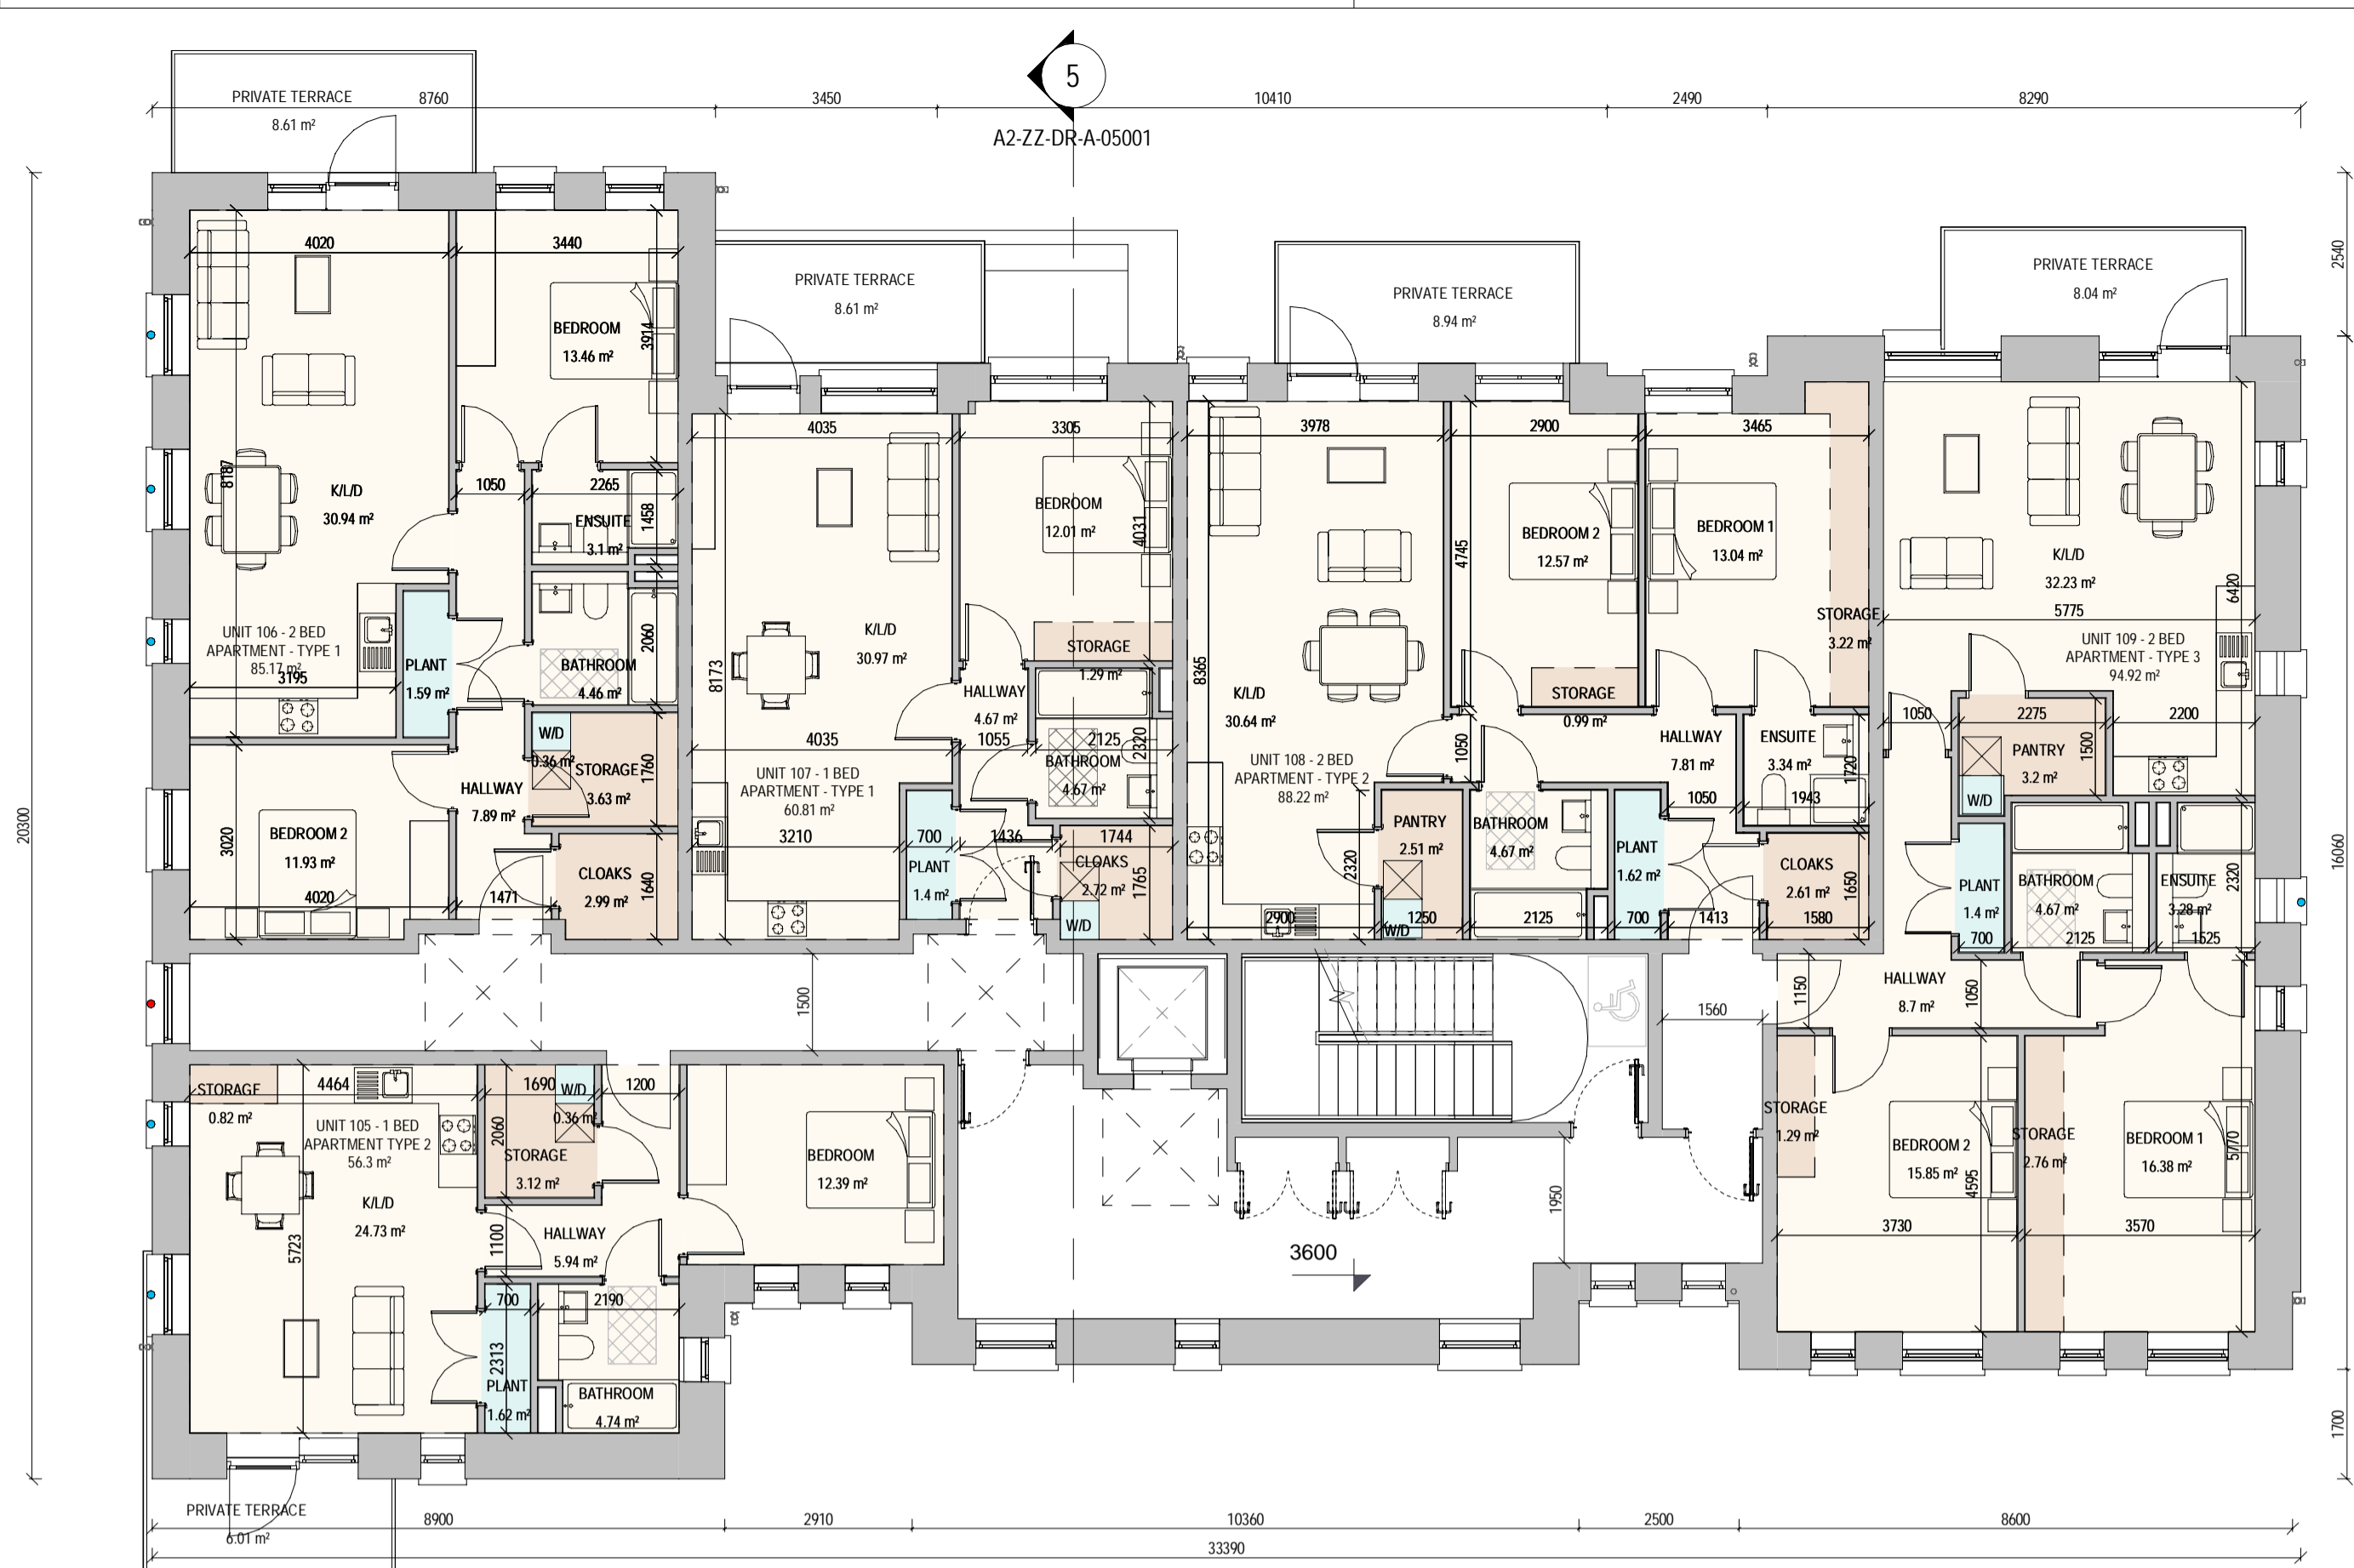 5
A2-ZZ-DR-A-05001
8760
3450
10410
2490
8290
20300
2540
16060
1700
PRIVATE TERRACE
8.61 m²
PRIVATE TERRACE
8.61 m²
PRIVATE TERRACE
8.94 m²
PRIVATE TERRACE
8.04 m²
4020
3440
8187
K/L/D
30.94 m²
BEDROOM
13.46 m²
3914
1050
2265
1458
ENSUITE
3.1 m²
UNIT 106 - 2 BED
APARTMENT - TYPE 1
85.17 m²
3195
PLANT
1.59 m²
BATHROOM
4.46 m²
2060
W/D
0.36 m²
STORAGE
3.63 m²
1760
HALLWAY
7.89 m²
BEDROOM 2
11.93 m²
3020
4020
1471
CLOAKS
2.99 m²
1640
4035
3305
K/L/D
30.97 m²
8173
BEDROOM
12.01 m²
4031
STORAGE
1.29 m²
HALLWAY
4.67 m²
4035
1055
2125
2320
BATHROOM
4.67 m²
UNIT 107 - 1 BED
APARTMENT - TYPE 1
60.81 m²
3210
700
1436
1744
PLANT
1.4 m²
CLOAKS
2.72 m²
1765
W/D
3978
2900
3465
8365
4745
K/L/D
30.64 m²
BEDROOM 2
12.57 m²
BEDROOM 1
13.04 m²
STORAGE
3.22 m²
STORAGE
0.99 m²
1050
HALLWAY
7.81 m²
ENSUITE
3.34 m²
1720
1050
1943
UNIT 108 - 2 BED
APARTMENT - TYPE 2
88.22 m²
PANTRY
2.51 m²
2320
BATHROOM
4.67 m²
PLANT
1.62 m²
CLOAKS
2.61 m²
1650
W/D
2900
1250
2125
700
1413
1580
K/L/D
32.23 m²
6420
5775
UNIT 109 - 2 BED
APARTMENT - TYPE 3
94.92 m²
1050
2275
2200
PANTRY
3.2 m²
1500
W/D
PLANT
1.4 m²
BATHROOM
4.67 m²
ENSUITE
3.28 m²
2320
700
2125
1525
HALLWAY
8.7 m²
1150
1050
1500
1560
STORAGE
1.29 m²
BEDROOM 2
15.85 m²
4595
STORAGE
2.76 m²
BEDROOM 1
16.38 m²
5770
3730
3570
STORAGE
0.82 m²
4464
1690
W/D
0.36 m²
1200
UNIT 105 - 1 BED
APARTMENT TYPE 2
56.3 m²
2060
STORAGE
3.12 m²
K/L/D
24.73 m²
5723
BEDROOM
12.39 m²
1100
HALLWAY
5.94 m²
700
2190
2313
PLANT
1.62 m²
BATHROOM
4.74 m²
1950
3600
PRIVATE TERRACE
6.01 m²
8900
2910
10360
2500
8600
33390